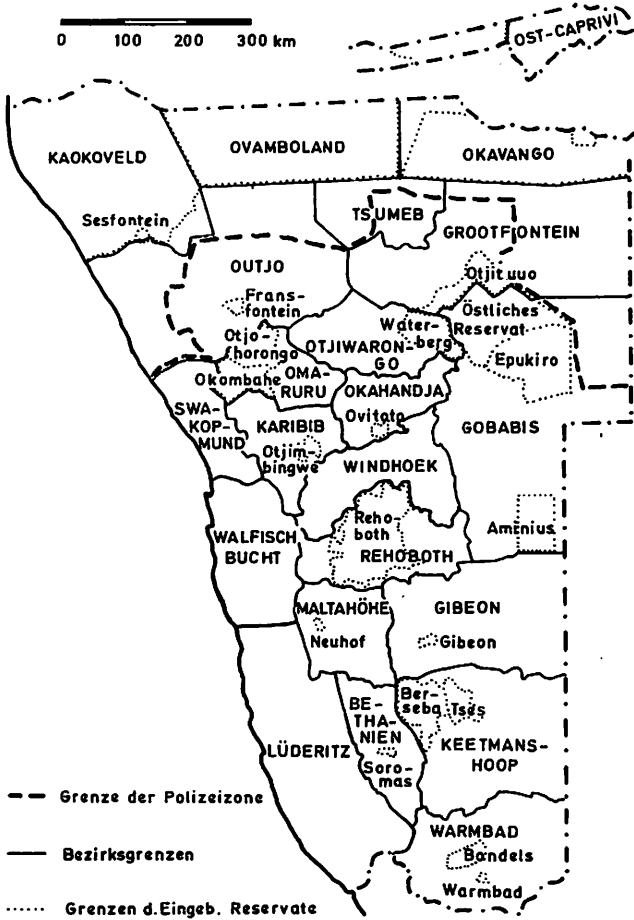 0 100 200 300 km
OST-CAPRIVI
KAOKOVELD
OVAMBOLAND
OKAVANGO
Sesfontein
TSUMEB
GROOTFONTEIN
OUTJO
Otjituuo
Frans-
fontein
Östliches
Reservat
Water-
berg
Otjo-
horongo
OTJIWARON-
GO
Epukiro
Okombahe
OMA-
RURU
OKAHANDJA
SWA-
KOP-
MUND
KARIBIB
Ovitoto
GOBABIS
Otjim-
bingwe
WINDHOEK
Aminius
WALFISCH
BUCHT
Reho-
both
REHOBOTH
MALTAHÖHE
GIBEON
Neuhof
Gibeon
BE-
THA-
NIEN
Ber-
seba
Tses
LÜDERITZ
KEETMANS-
HOOP
Soro-
mas
WARMBAD
Bondels
Warmbad
Grenze der Polizeizone
Bezirksgrenzen
Grenzen d. Eingeb. Reservate